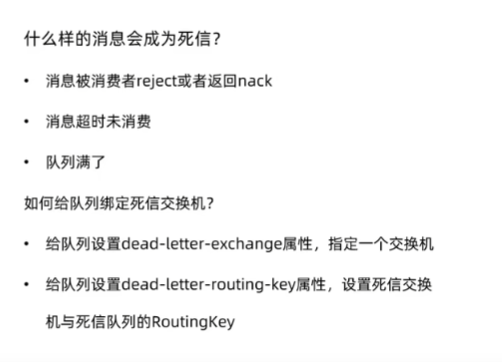 什么样的消息会成为死信？
• 消息被消费者reject或者返回nack
• 消息超时未消费
• 队列满了
如何给队列绑定死信交换机？
• 给队列设置dead-letter-exchange属性，指定一个交换机
• 给队列设置dead-letter-routing-key属性，设置死信交换
机与死信队列的RoutingKey